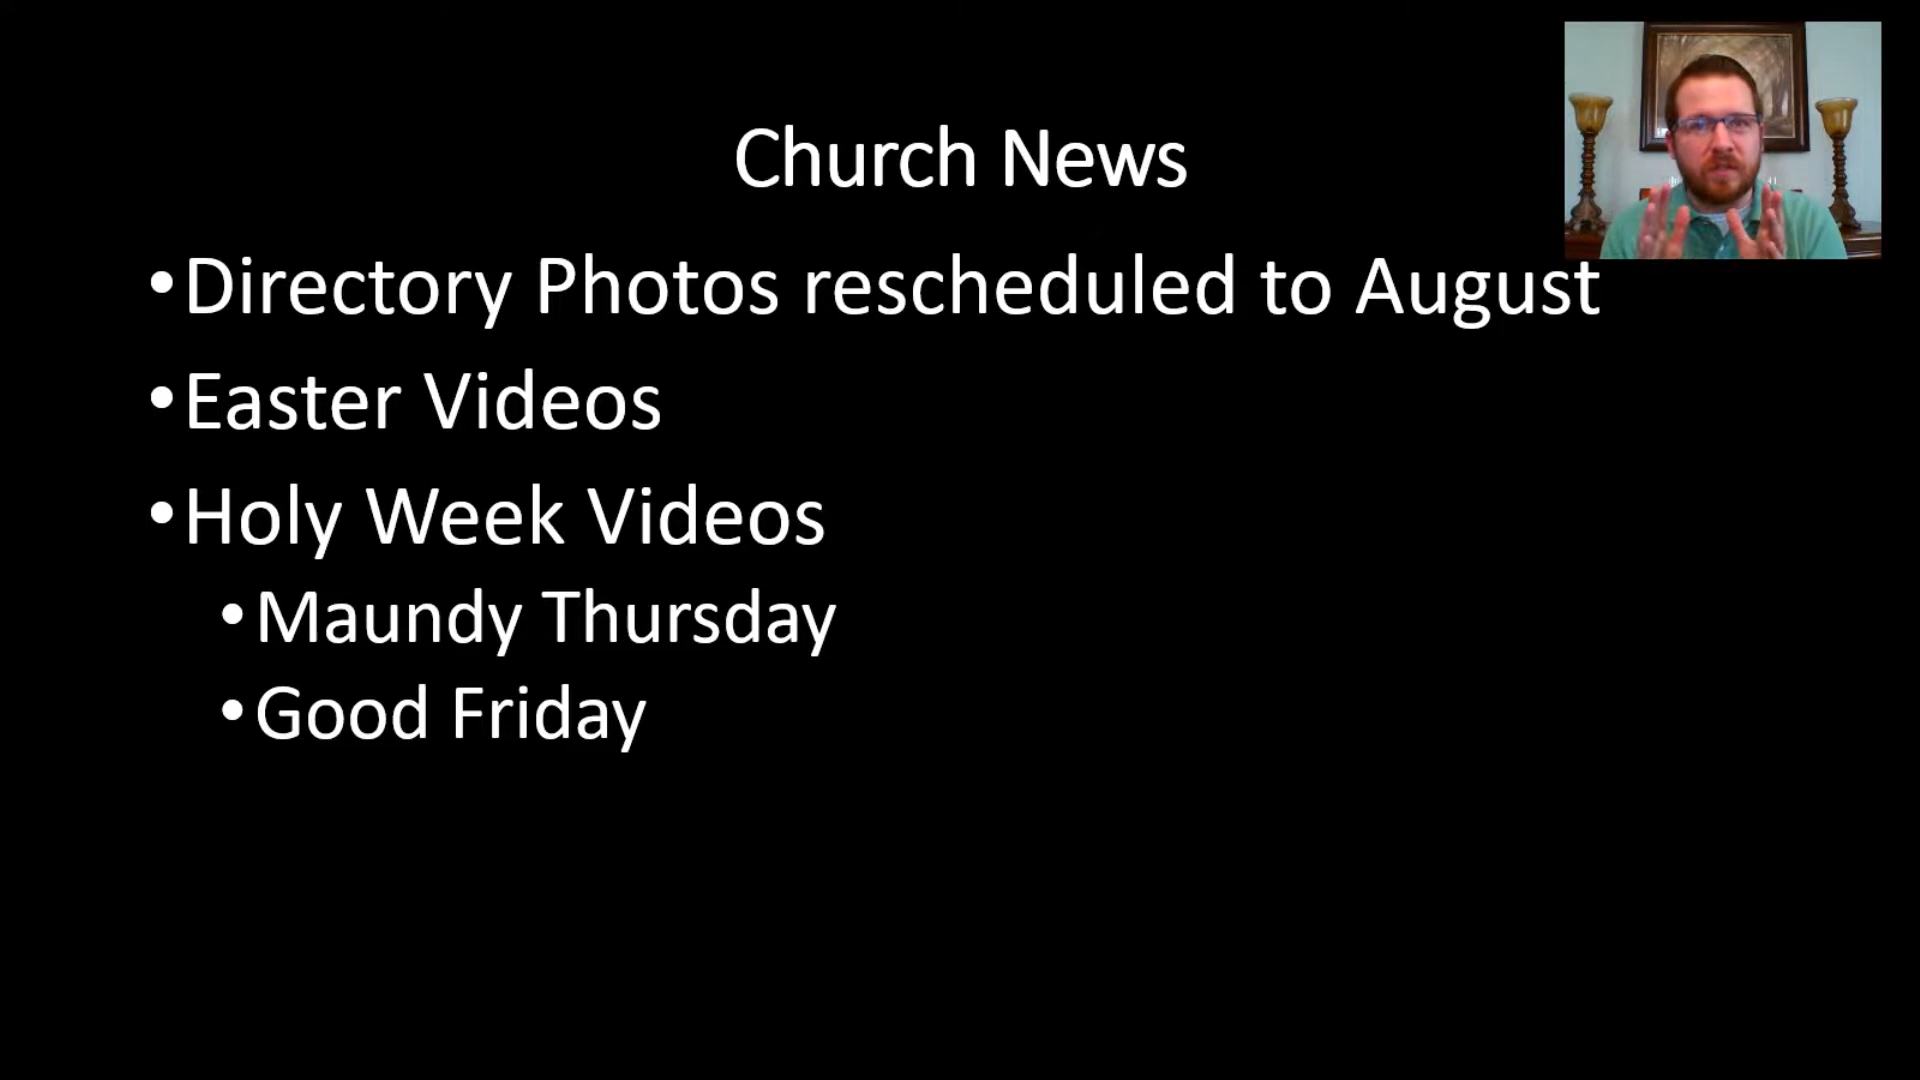 Church News
•Directory Photos rescheduled to August
•Easter Videos
•Holy Week Videos
•Maundy Thursday
•Good Friday